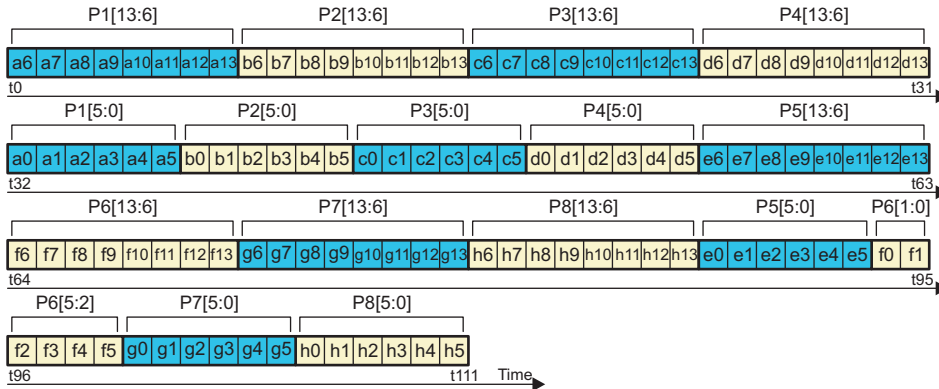 P1[13:6] P2[13:6] P3[13:6] P4[13:6]
a6 a7 a8 a9 a10 a11 a12 a13 b6 b7 b8 b9 b10 b11 b12 b13 c6 c7 c8 c9 c10 c11 c12 c13 d6 d7 d8 d9 d10 d11 d12 d13
t0 t31
P1[5:0] P2[5:0] P3[5:0] P4[5:0] P5[13:6]
a0 a1 a2 a3 a4 a5 b0 b1 b2 b3 b4 b5 c0 c1 c2 c3 c4 c5 d0 d1 d2 d3 d4 d5 e6 e7 e8 e9 e10 e11 e12 e13
t32 t63
P6[13:6] P7[13:6] P8[13:6] P5[5:0] P6[1:0]
f6 f7 f8 f9 f10 f11 f12 f13 g6 g7 g8 g9 g10 g11 g12 g13 h6 h7 h8 h9 h10 h11 h12 h13 e0 e1 e2 e3 e4 e5 f0 f1
t64 t95
P6[5:2] P7[5:0] P8[5:0]
f2 f3 f4 f5 g0 g1 g2 g3 g4 g5 h0 h1 h2 h3 h4 h5
t96 t111 Time